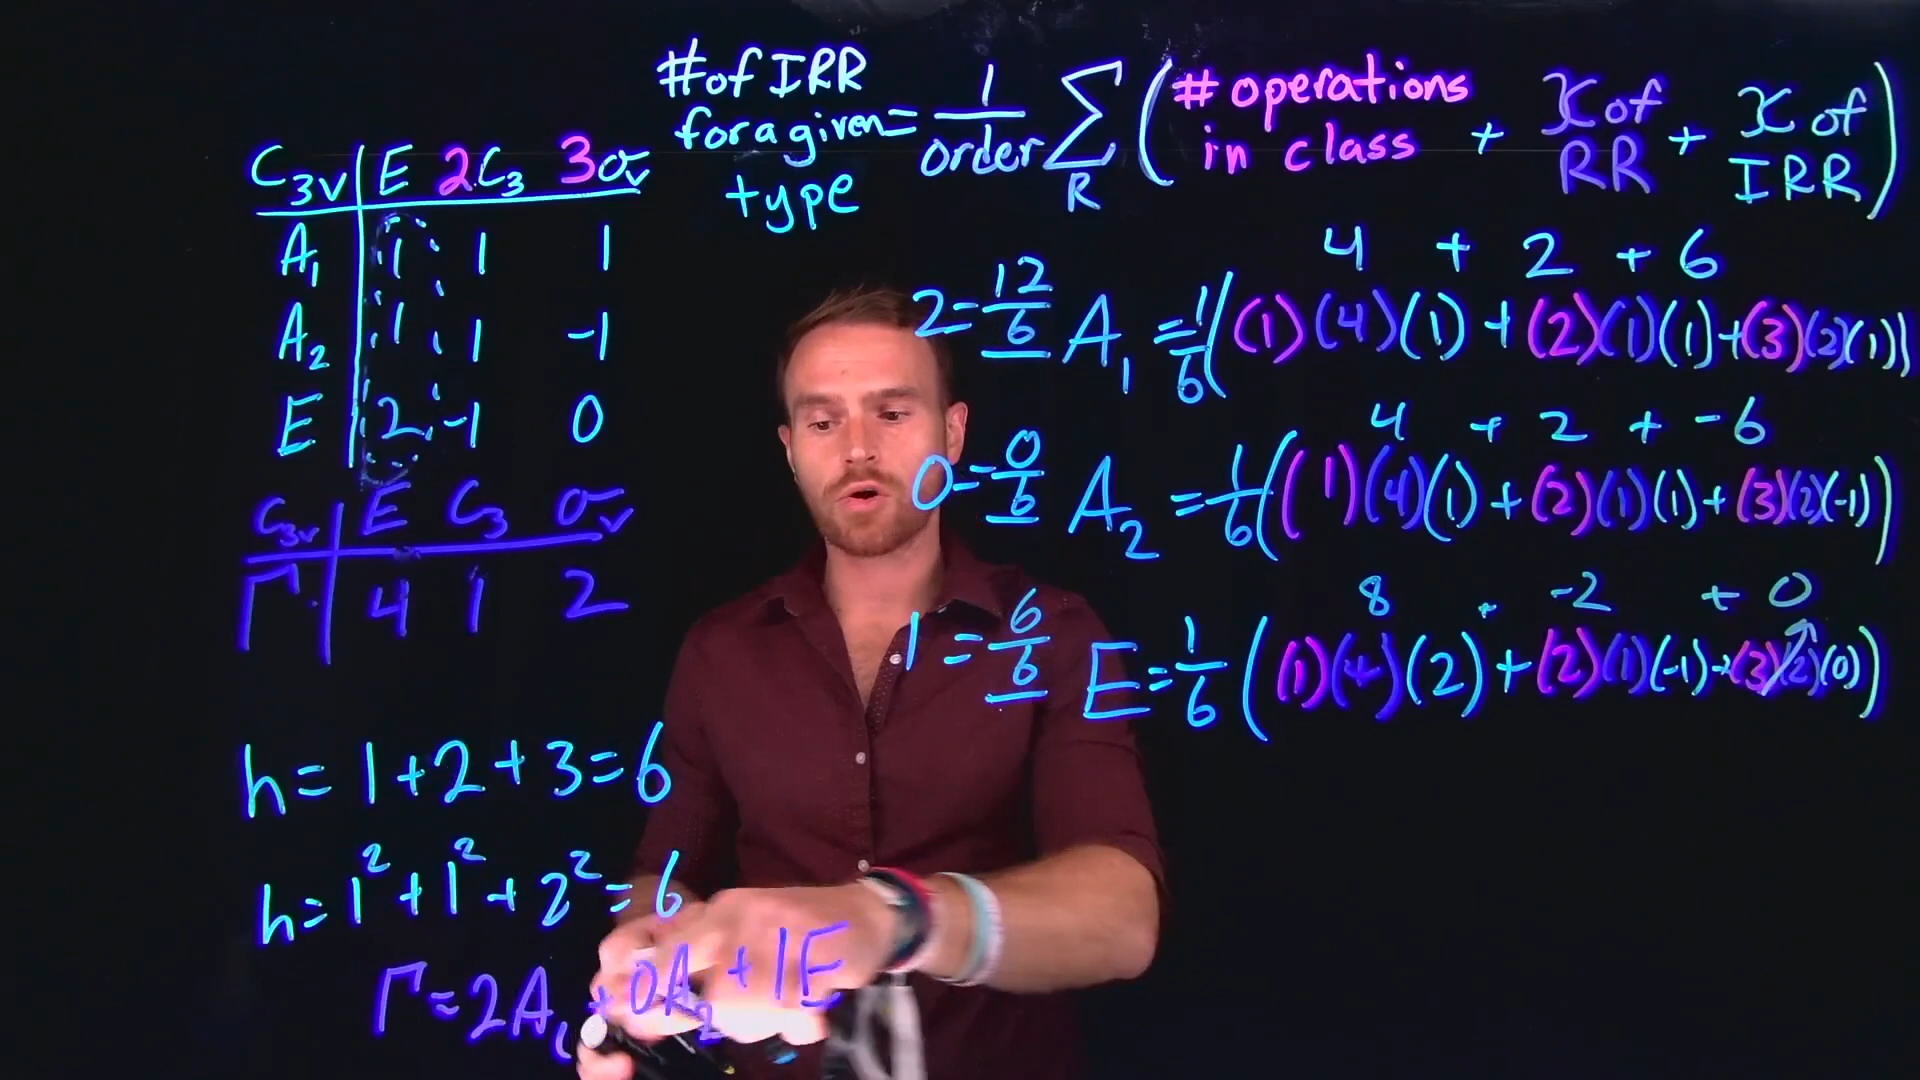 #of IRR
for a given = 1/order Σ R ( # operations in class + χ of RR + χ of IRR )
type
C3v | E 2C3 3σv
A1 | 1 1 1
A2 | 1 1 -1
E | 2 -1 0
C3v | E C3 σv
Γ | 4 1 2
h = 1+2+3=6
h= 1²+1²+2²=6
Γ=2A1+0A2+1E
4 + 2 + 6
2=12/6 A1 =1/6((1)(4)(1)+(2)(1)(1)+(3)(2)(1))
4 + 2 + -6
0=0/6 A2 =1/6((1)(4)(1)+(2)(1)(1)+(3)(2)(-1))
8 + -2 + 0
1=6/6 E=1/6((1)(4)(2)+(2)(1)(-1)+(3)(2)(0))